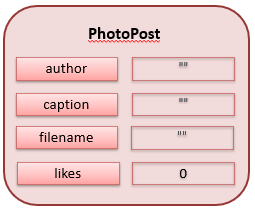 PhotoPost
author ""
caption ""
filename ""
likes 0